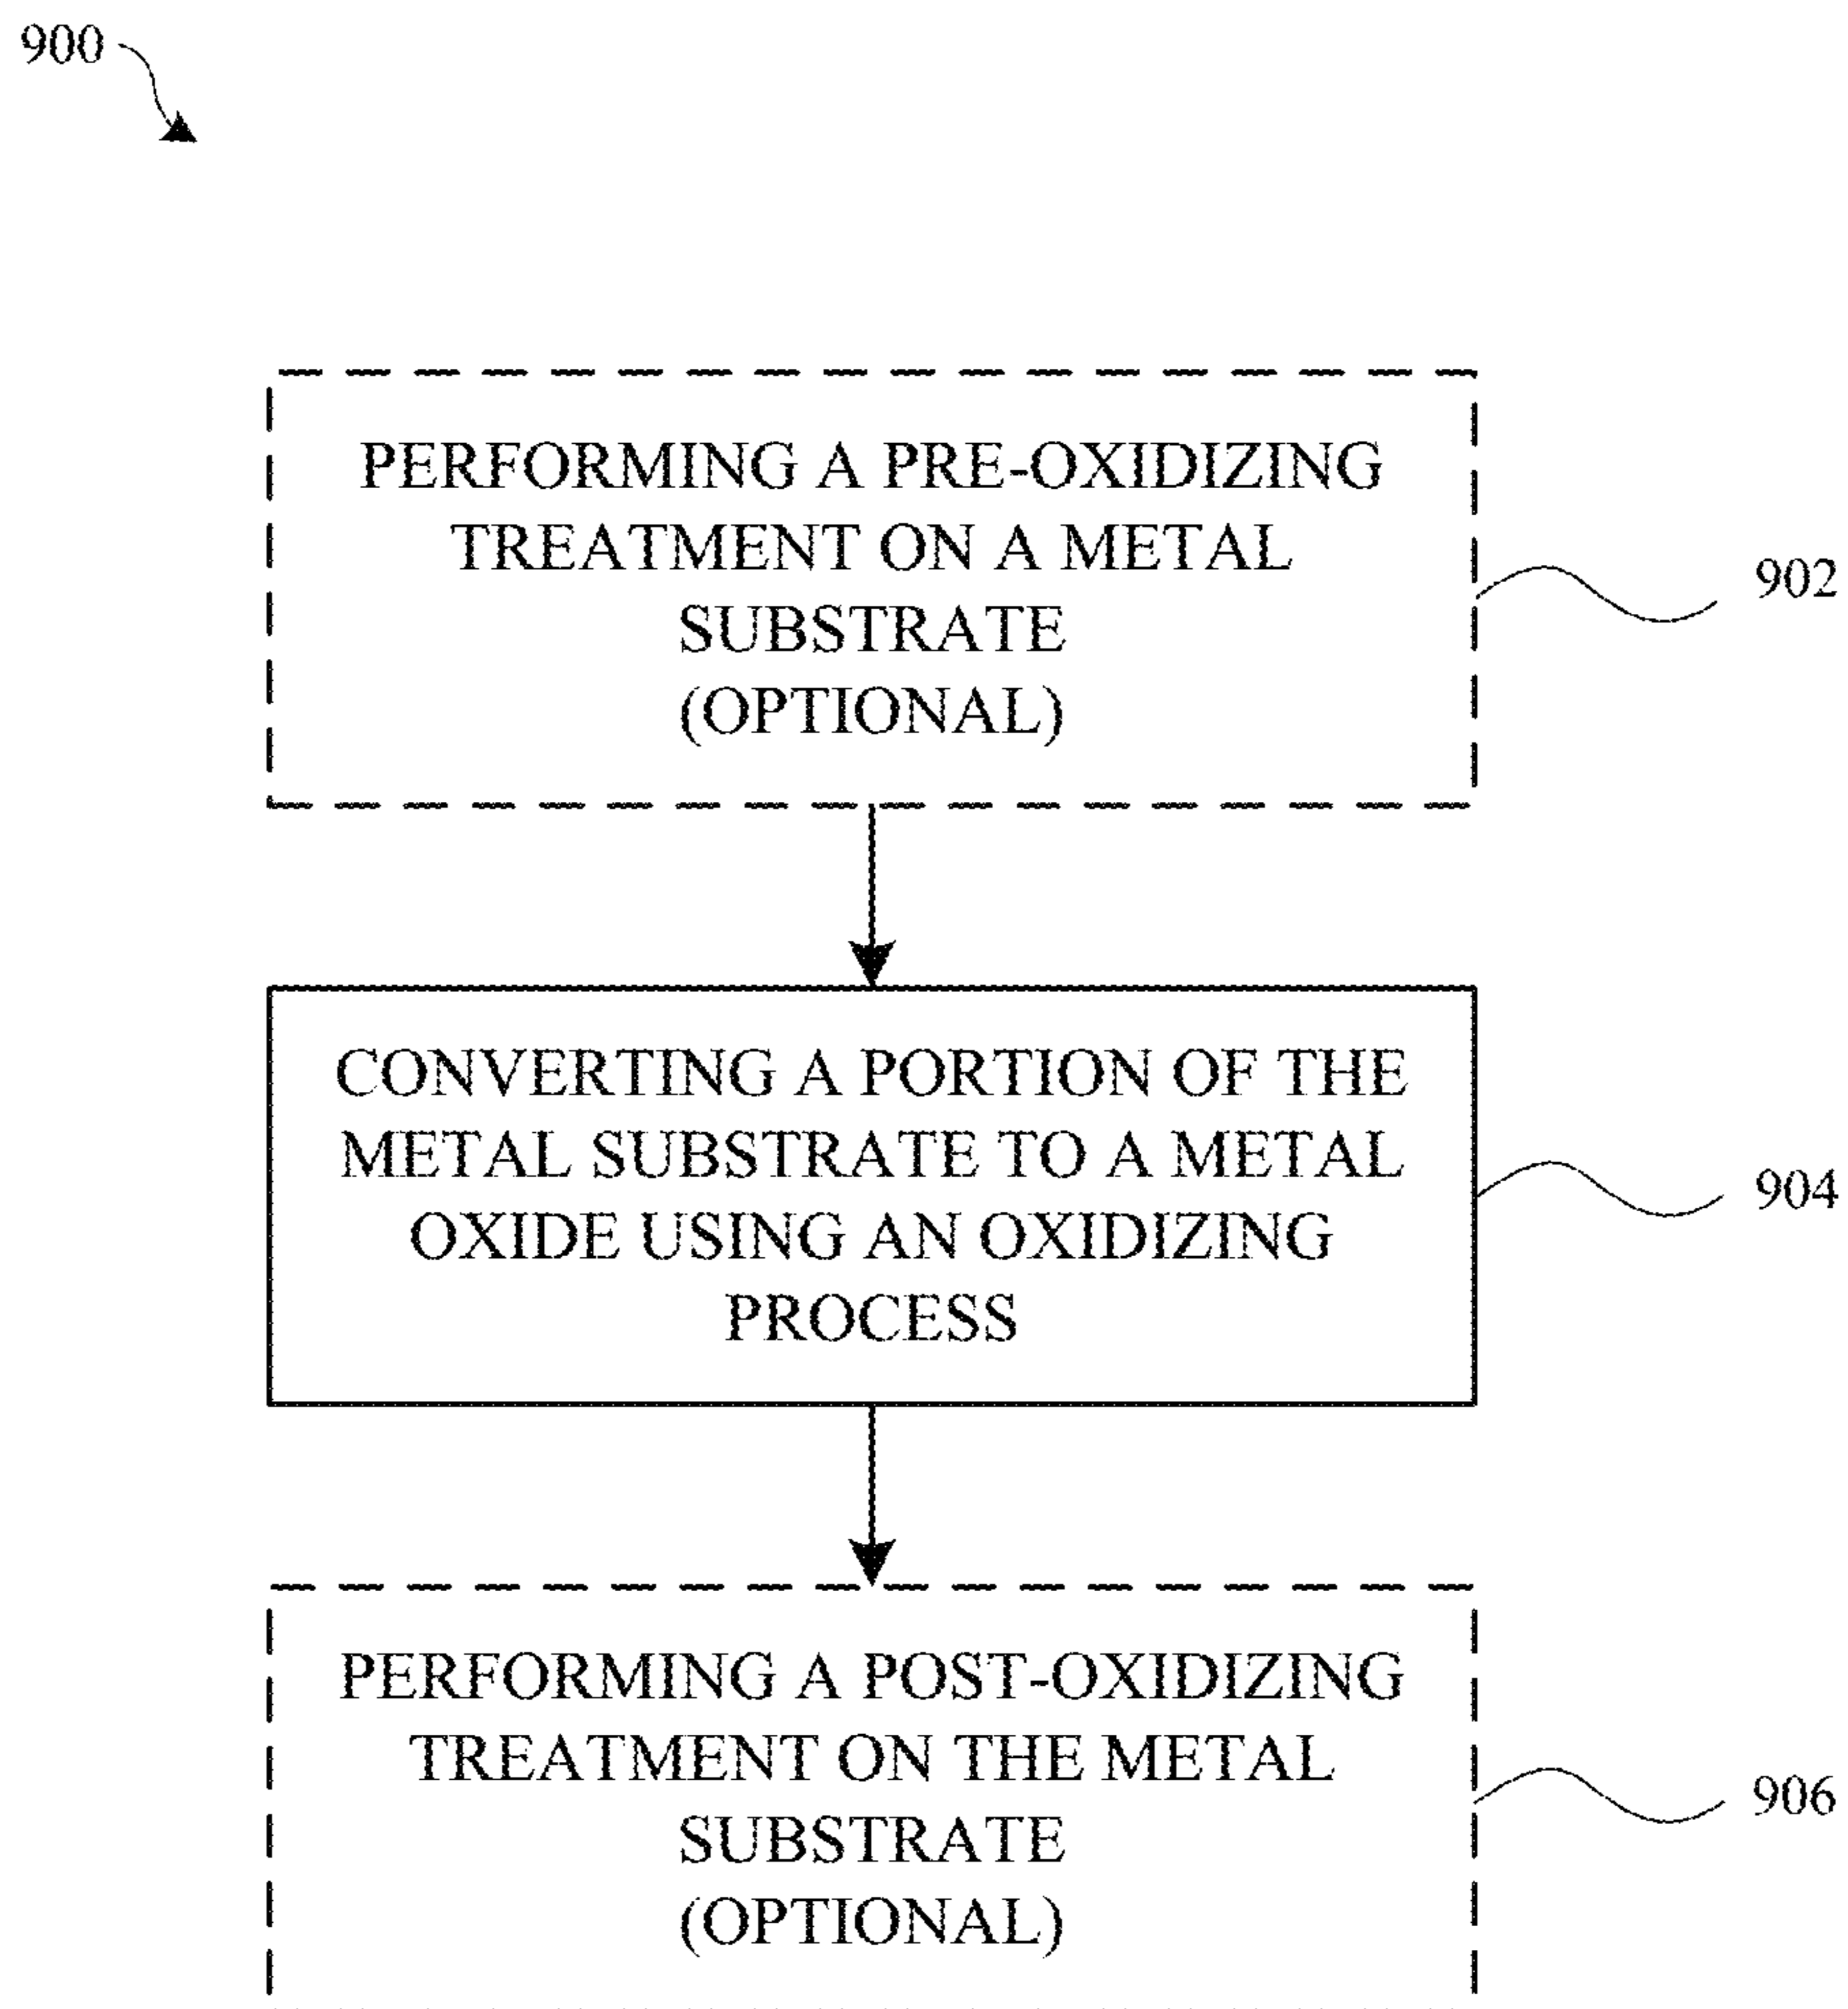 900
PERFORMING A PRE-OXIDIZING
TREATMENT ON A METAL
SUBSTRATE
(OPTIONAL)
902
CONVERTING A PORTION OF THE
METAL SUBSTRATE TO A METAL
OXIDE USING AN OXIDIZING
PROCESS
904
PERFORMING A POST-OXIDIZING
TREATMENT ON THE METAL
SUBSTRATE
(OPTIONAL)
906